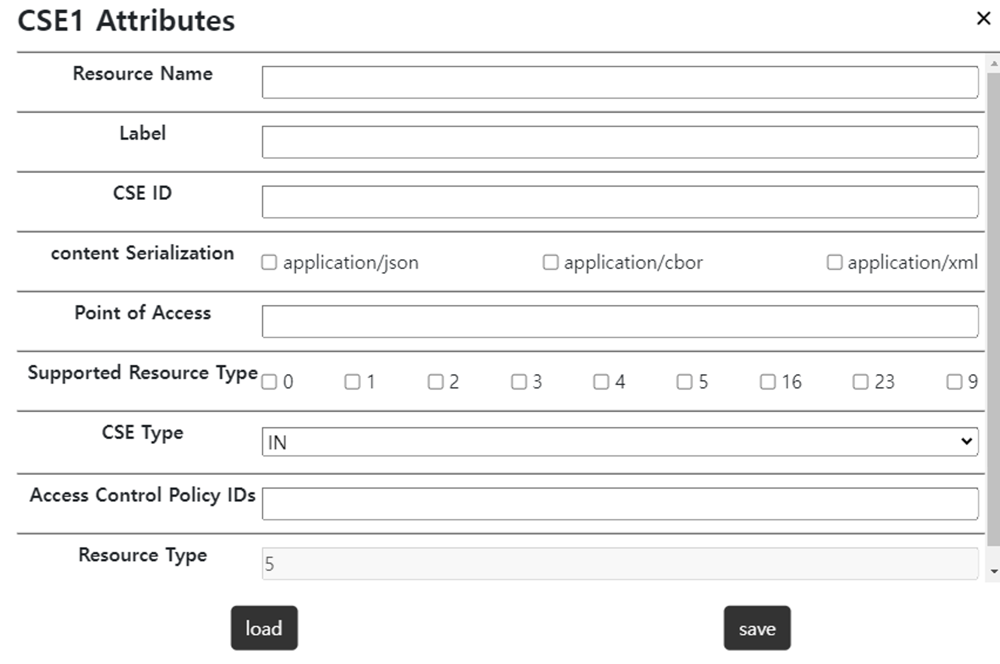 CSE1 Attributes
Resource Name
Label
CSE ID
content Serialization application/json application/cbor application/xml
Point of Access
Supported Resource Type 0 1 2 3 4 5 16 23 9
CSE Type IN
Access Control Policy IDs
Resource Type 5
load save